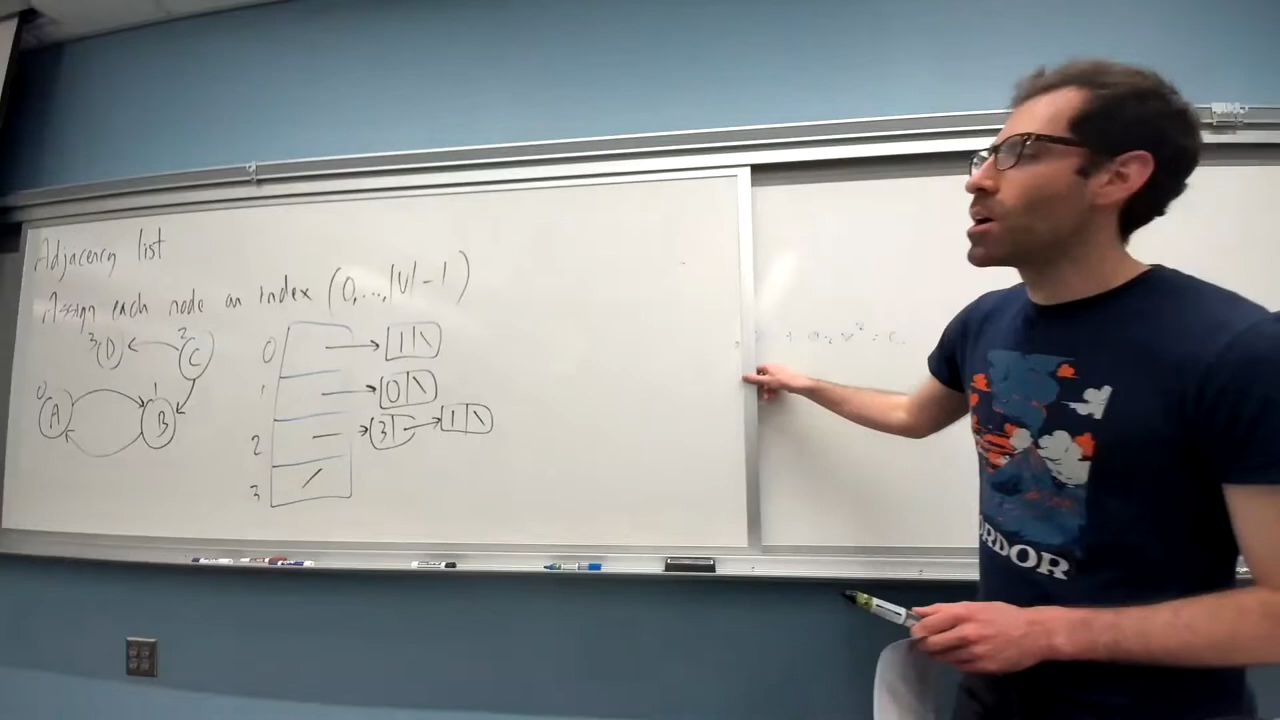 Adjacency list
Assign each node an index (0,...,|V|-1)
3 D
2 C
0 A
1 B
0 1 \
1 0 \
2 3 1 \
3 /
ORDOR